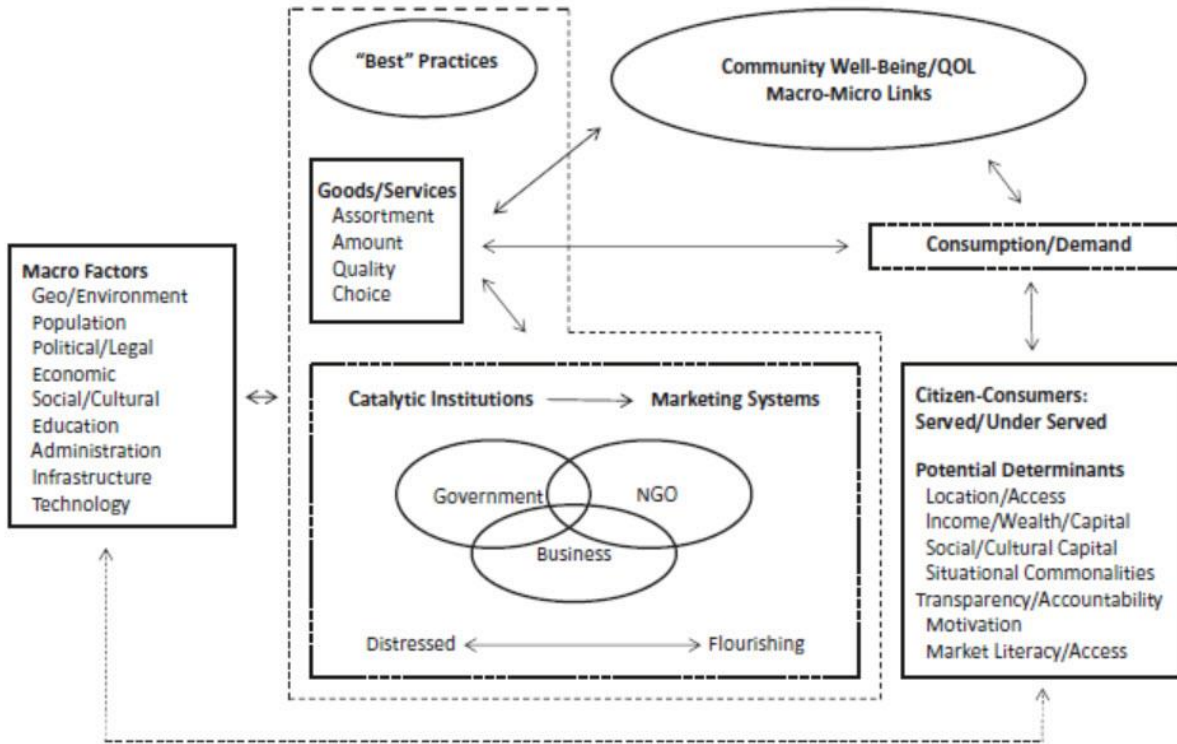 “Best” Practices
Community Well-Being/QOL
Macro-Micro Links
Goods/Services
Assortment
Amount
Quality
Choice
Consumption/Demand
Macro Factors
Geo/Environment
Population
Political/Legal
Economic
Social/Cultural
Education
Administration
Infrastructure
Technology
Catalytic Institutions
Marketing Systems
Government
NGO
Business
Distressed
Flourishing
Citizen-Consumers:
Served/Under Served
Potential Determinants
Location/Access
Income/Wealth/Capital
Social/Cultural Capital
Situational Commonalities
Transparency/Accountability
Motivation
Market Literacy/Access